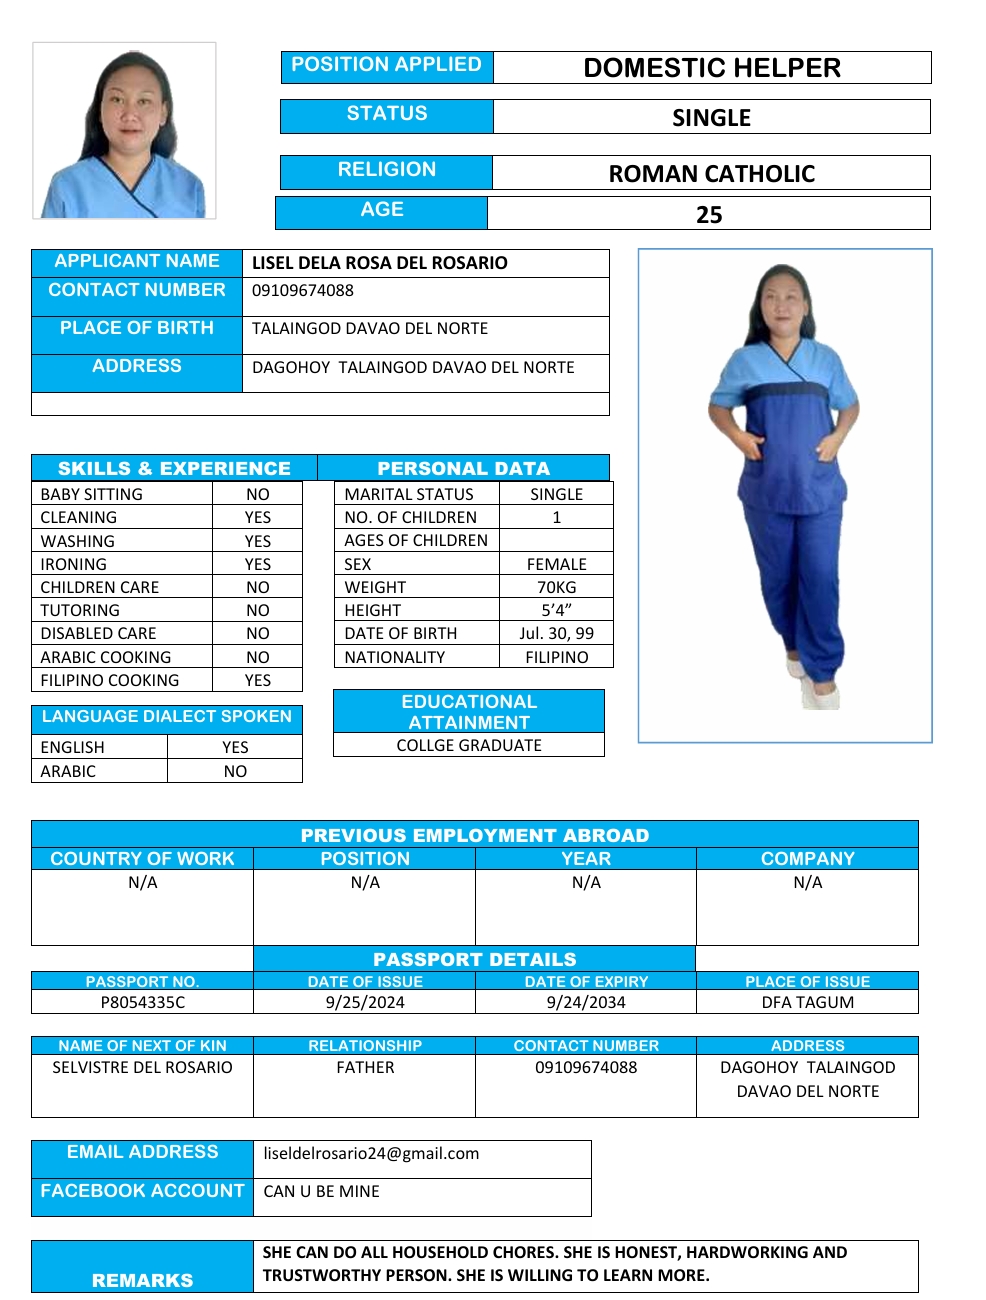 POSITION APPLIED DOMESTIC HELPER
STATUS SINGLE
RELIGION ROMAN CATHOLIC
AGE 25
APPLICANT NAME LISEL DELA ROSA DEL ROSARIO
CONTACT NUMBER 09109674088
PLACE OF BIRTH TALAINGOD DAVAO DEL NORTE
ADDRESS DAGOHOY TALAINGOD DAVAO DEL NORTE
SKILLS & EXPERIENCE
BABY SITTING NO
CLEANING YES
WASHING YES
IRONING YES
CHILDREN CARE NO
TUTORING NO
DISABLED CARE NO
ARABIC COOKING NO
FILIPINO COOKING YES
LANGUAGE DIALECT SPOKEN
ENGLISH YES
ARABIC NO
PERSONAL DATA
MARITAL STATUS SINGLE
NO. OF CHILDREN 1
AGES OF CHILDREN
SEX FEMALE
WEIGHT 70KG
HEIGHT 5’4”
DATE OF BIRTH Jul. 30, 99
NATIONALITY FILIPINO
EDUCATIONAL
ATTAINMENT
COLLGE GRADUATE
PREVIOUS EMPLOYMENT ABROAD
COUNTRY OF WORK POSITION YEAR COMPANY
N/A N/A N/A N/A
PASSPORT DETAILS
PASSPORT NO. DATE OF ISSUE DATE OF EXPIRY PLACE OF ISSUE
P8054335C 9/25/2024 9/24/2034 DFA TAGUM
NAME OF NEXT OF KIN RELATIONSHIP CONTACT NUMBER ADDRESS
SELVISTRE DEL ROSARIO FATHER 09109674088 DAGOHOY TALAINGOD
DAVAO DEL NORTE
EMAIL ADDRESS liseldelrosario24@gmail.com
FACEBOOK ACCOUNT CAN U BE MINE
REMARKS
SHE CAN DO ALL HOUSEHOLD CHORES. SHE IS HONEST, HARDWORKING AND
TRUSTWORTHY PERSON. SHE IS WILLING TO LEARN MORE.